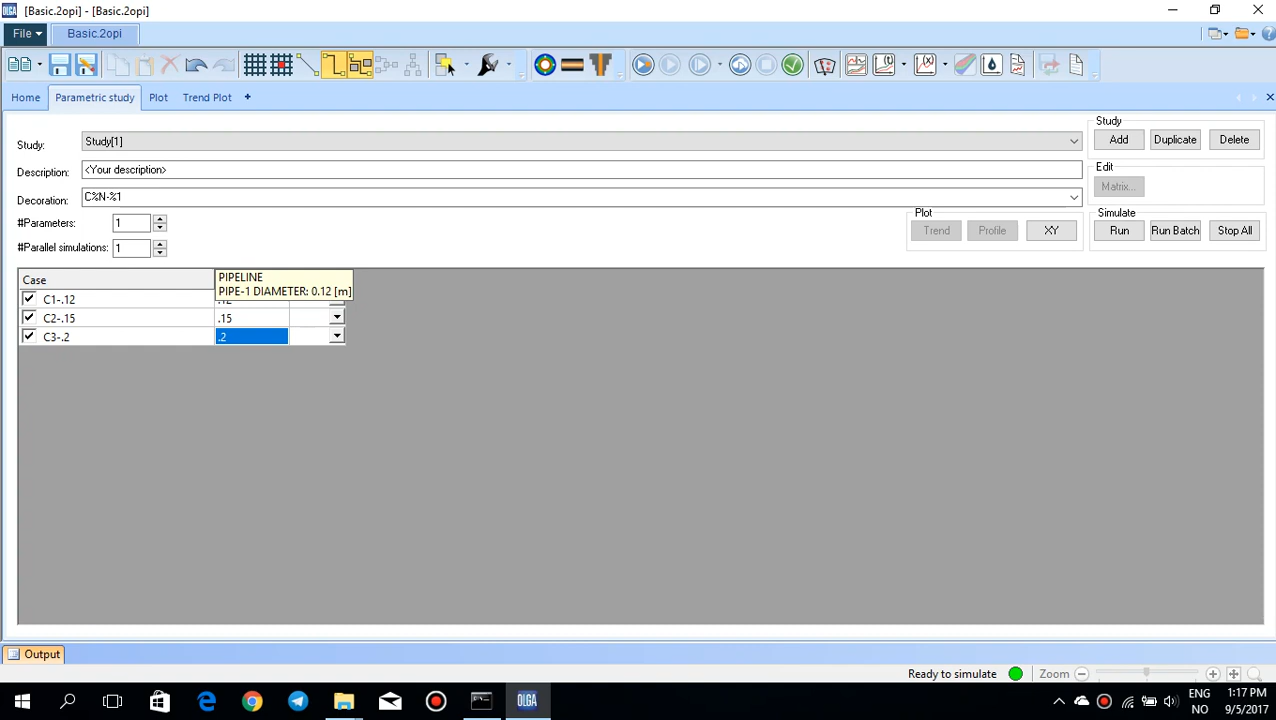 OLGA [Basic.2opi] - [Basic.2opi]
File Basic.2opi
Home Parametric study Plot Trend Plot +
Study
Study: Study[1]
Add Duplicate Delete
Description: <Your description>
Edit
Matrix...
Decoration: C%N-%1
#Parameters: 1
Plot Simulate
Trend Profile XY Run Run Batch Stop All
#Parallel simulations: 1
Case
PIPELINE
PIPE-1 DIAMETER: 0.12 [m]
C1-.12 .12
C2-.15 .15
C3-.2 .2
Output
Ready to simulate Zoom
OLGA
ENG 1:17 PM
NO 9/5/2017